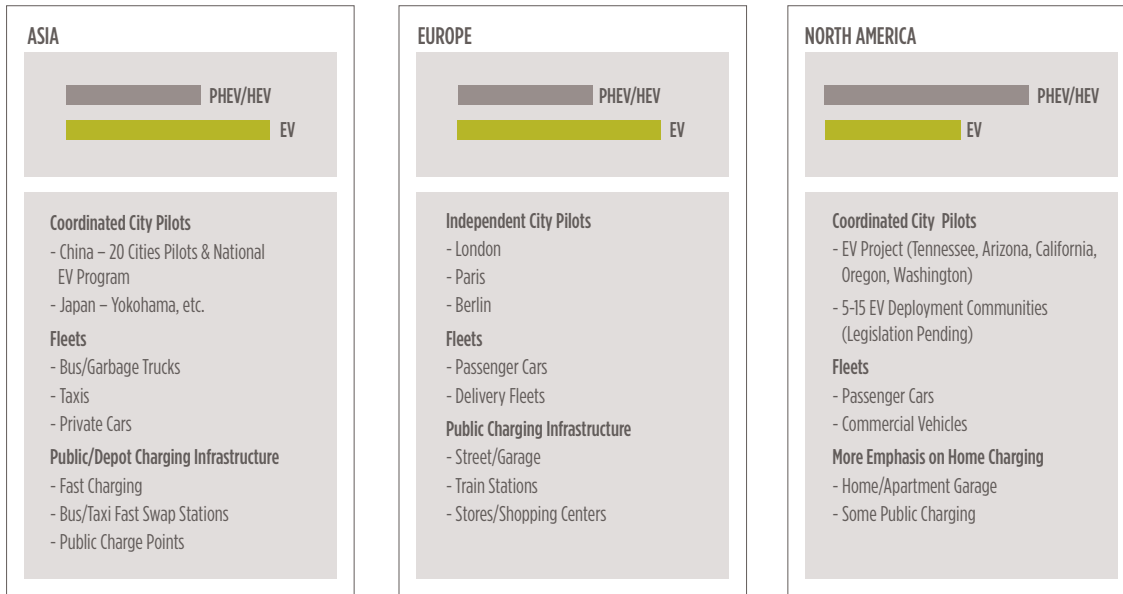 ASIA
PHEV/HEV
EV
Coordinated City Pilots
- China – 20 Cities Pilots & National
EV Program
- Japan – Yokohama, etc.
Fleets
- Bus/Garbage Trucks
- Taxis
- Private Cars
Public/Depot Charging Infrastructure
- Fast Charging
- Bus/Taxi Fast Swap Stations
- Public Charge Points
EUROPE
PHEV/HEV
EV
Independent City Pilots
- London
- Paris
- Berlin
Fleets
- Passenger Cars
- Delivery Fleets
Public Charging Infrastructure
- Street/Garage
- Train Stations
- Stores/Shopping Centers
NORTH AMERICA
PHEV/HEV
EV
Coordinated City Pilots
- EV Project (Tennessee, Arizona, California,
Oregon, Washington)
- 5-15 EV Deployment Communities
(Legislation Pending)
Fleets
- Passenger Cars
- Commercial Vehicles
More Emphasis on Home Charging
- Home/Apartment Garage
- Some Public Charging